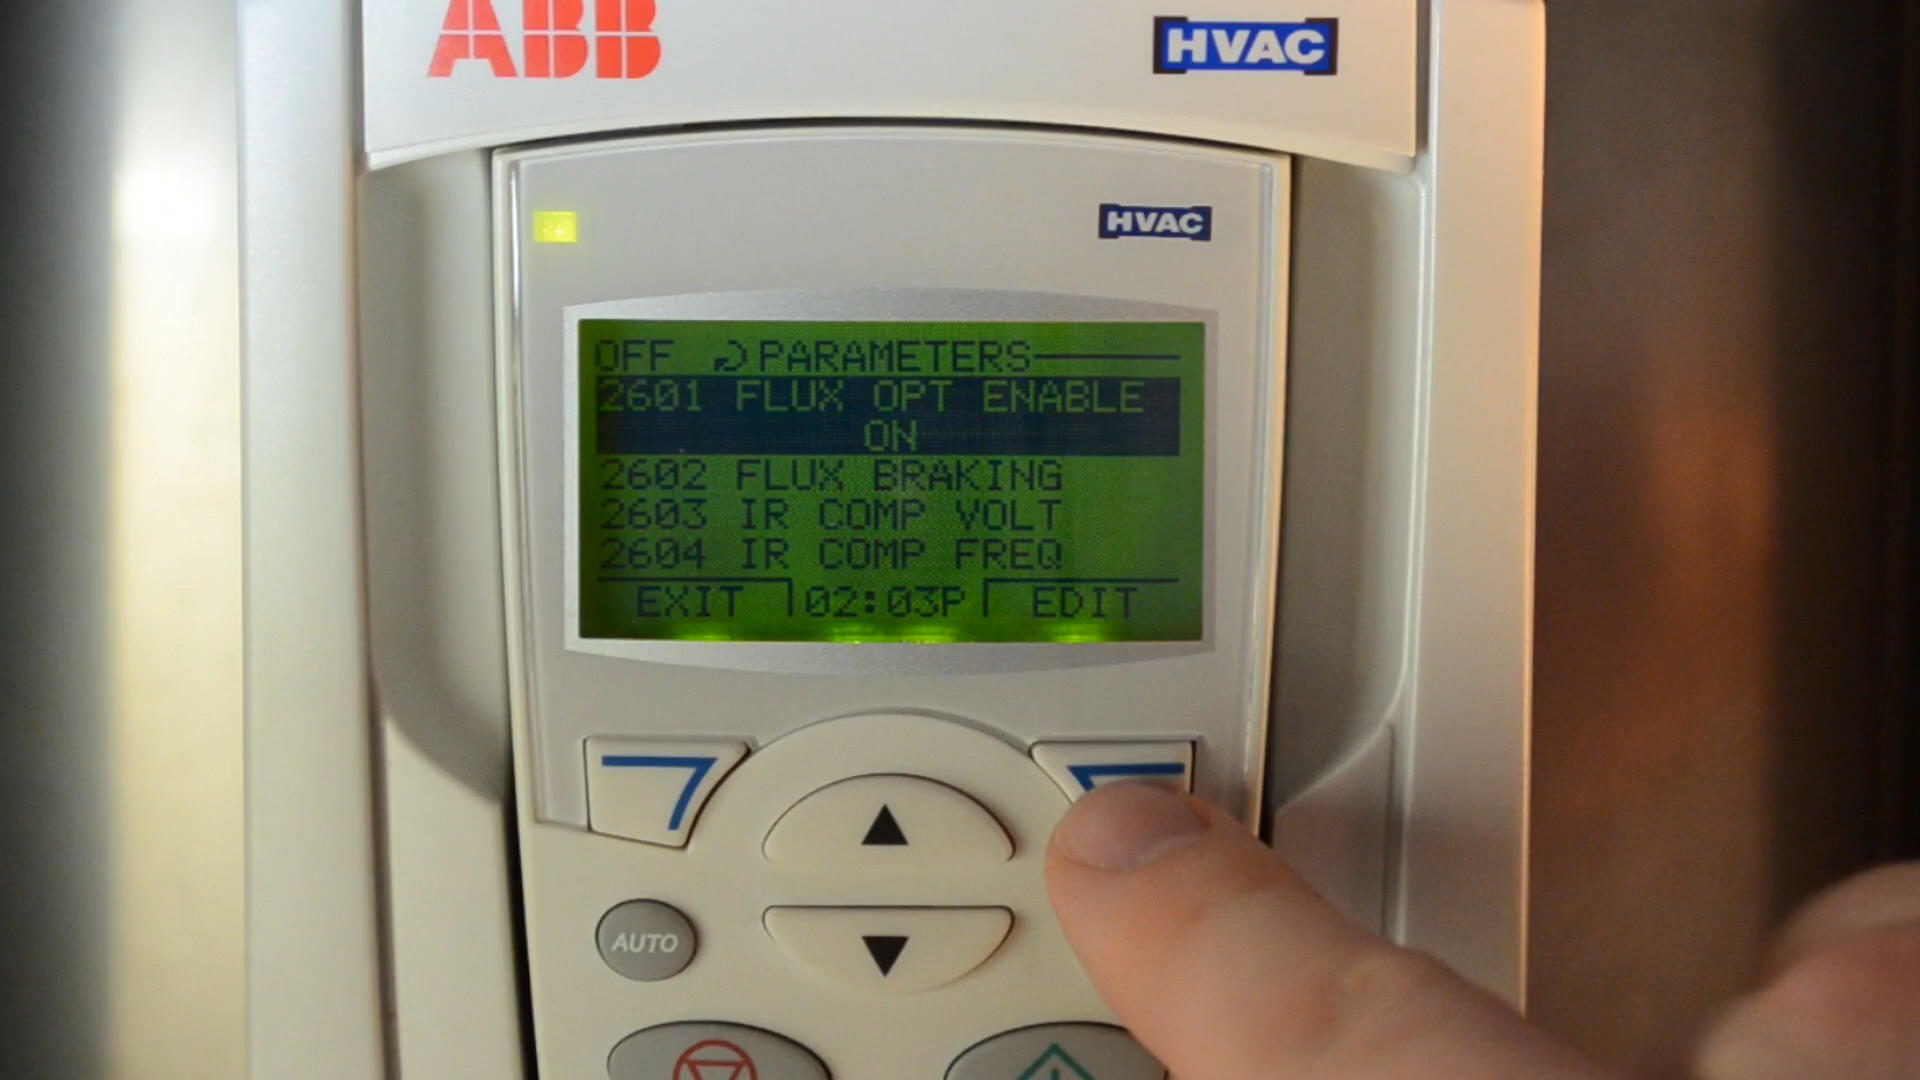 ABB
HVAC
HVAC
OFF PARAMETERS
2601 FLUX OPT ENABLE
ON
2602 FLUX BRAKING
2603 IR COMP VOLT
2604 IR COMP FREQ
EXIT 02:03P EDIT
AUTO